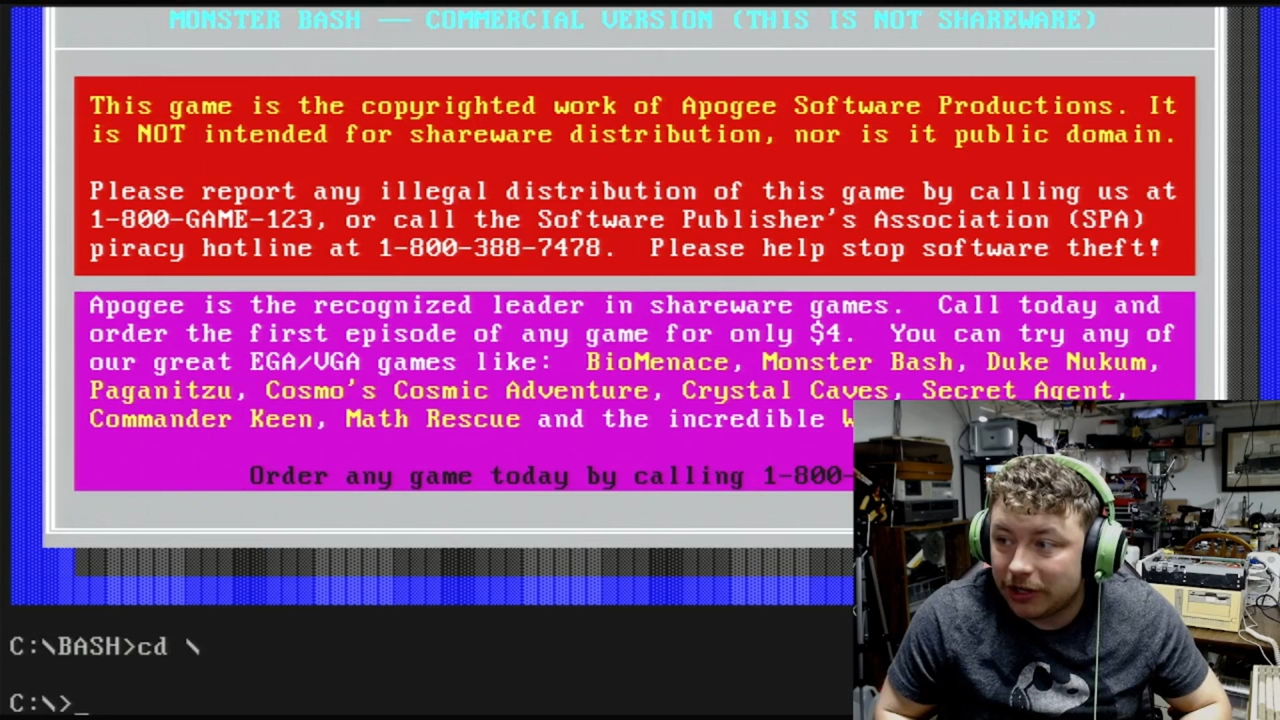 MONSTER BASH -- COMMERCIAL VERSION (THIS IS NOT SHAREWARE)
This game is the copyrighted work of Apogee Software Productions. It
is NOT intended for shareware distribution, nor is it public domain.
Please report any illegal distribution of this game by calling us at
1-800-GAME-123, or call the Software Publisher's Association (SPA)
piracy hotline at 1-800-388-7478.  Please help stop software theft!
Apogee is the recognized leader in shareware games.  Call today and
order the first episode of any game for only $4.  You can try any of
our great EGA/VGA games like:  BioMenace, Monster Bash, Duke Nukum,
Paganitzu, Cosmo's Cosmic Adventure, Crystal Caves, Secret Agent,
Commander Keen, Math Rescue and the incredible
Order any game today by calling 1-800-
C:\BASH>cd \
C:\>_